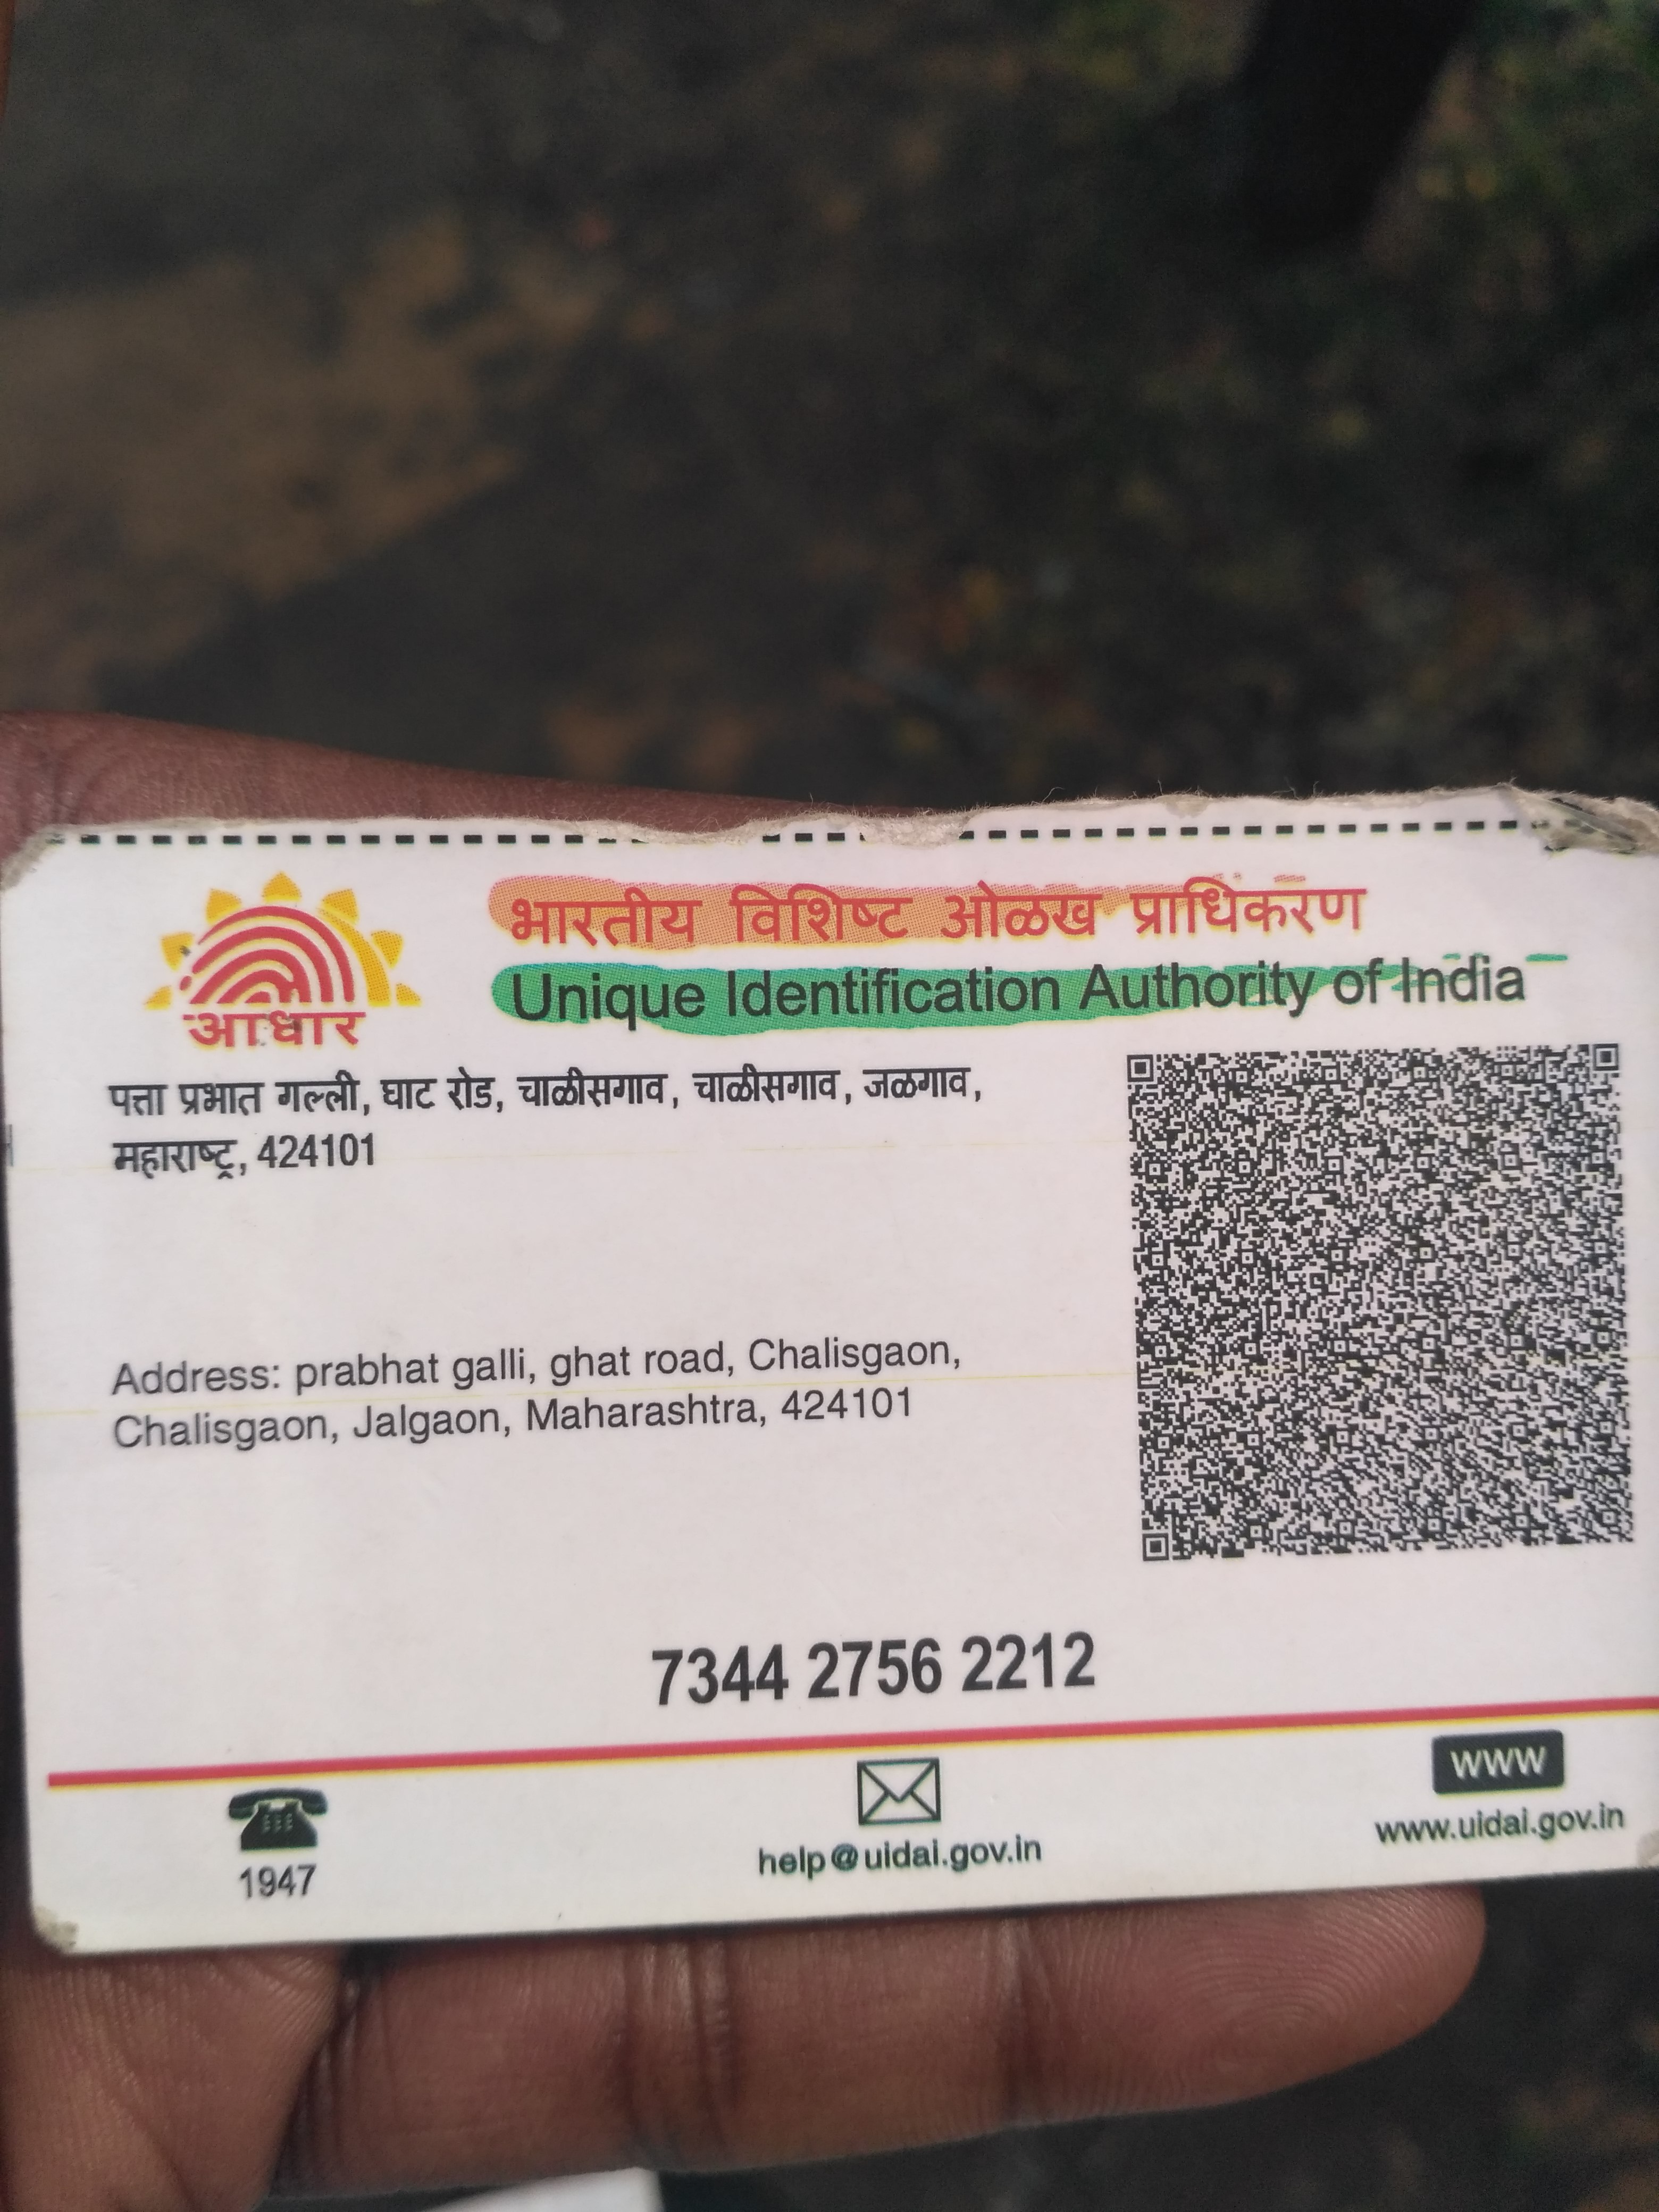 भारतीय विशिष्ट ओळख प्राधिकरण
Unique Identification Authority of India
आधार
पत्ता प्रभात गल्ली, घाट रोड, चाळीसगाव, चाळीसगाव, जळगाव,
महाराष्ट्र, 424101
Address: prabhat galli, ghat road, Chalisgaon,
Chalisgaon, Jalgaon, Maharashtra, 424101
7344 2756 2212
WWW
1947
help@uidai.gov.in
www.uidai.gov.in